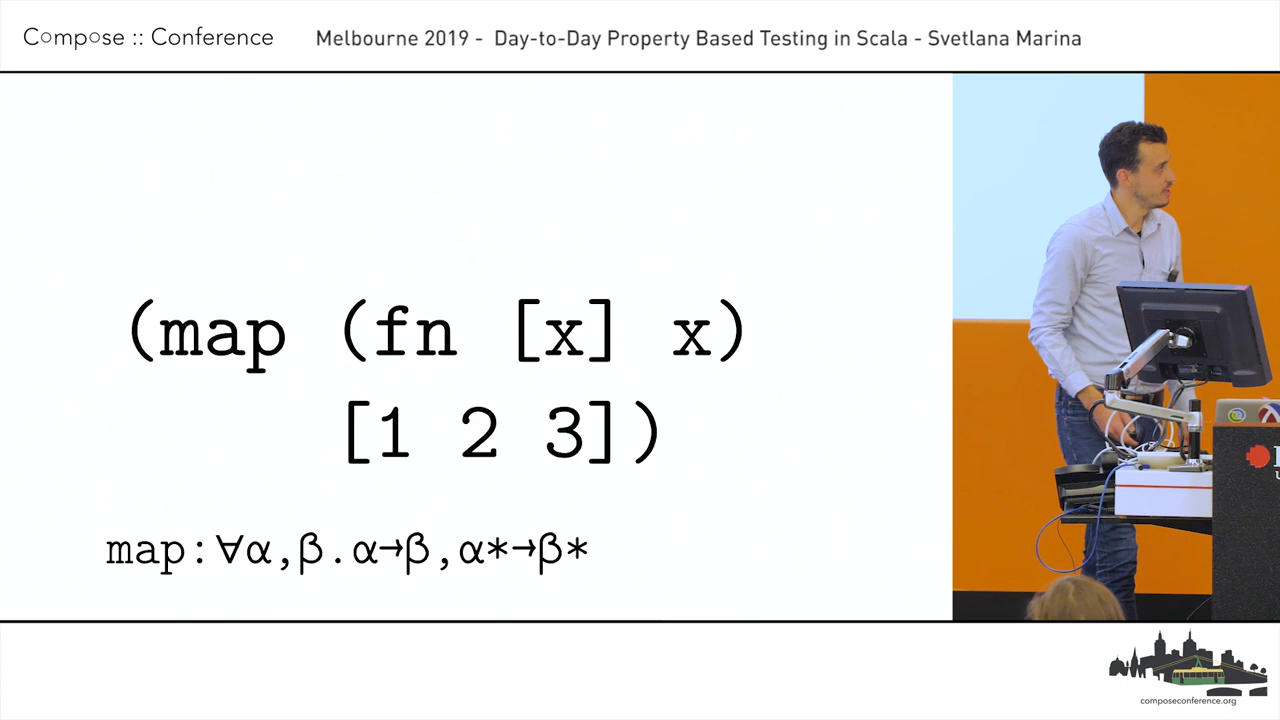 Compose :: Conference
Melbourne 2019 - Day-to-Day Property Based Testing in Scala - Svetlana Marina
(map (fn [x] x)
[1 2 3])
map:∀α,β.α→β,α*→β*
composeconference.org